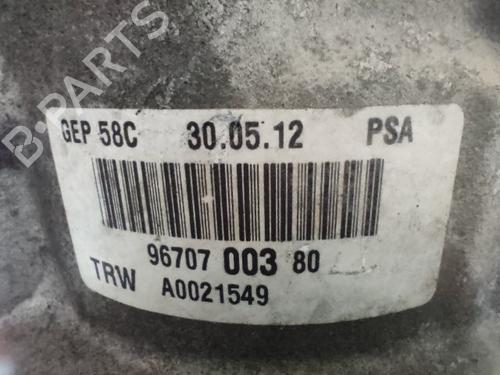 B-PARTS
GEP 58C 30.05.12 PSA
96707 003 80
TRW A0021549